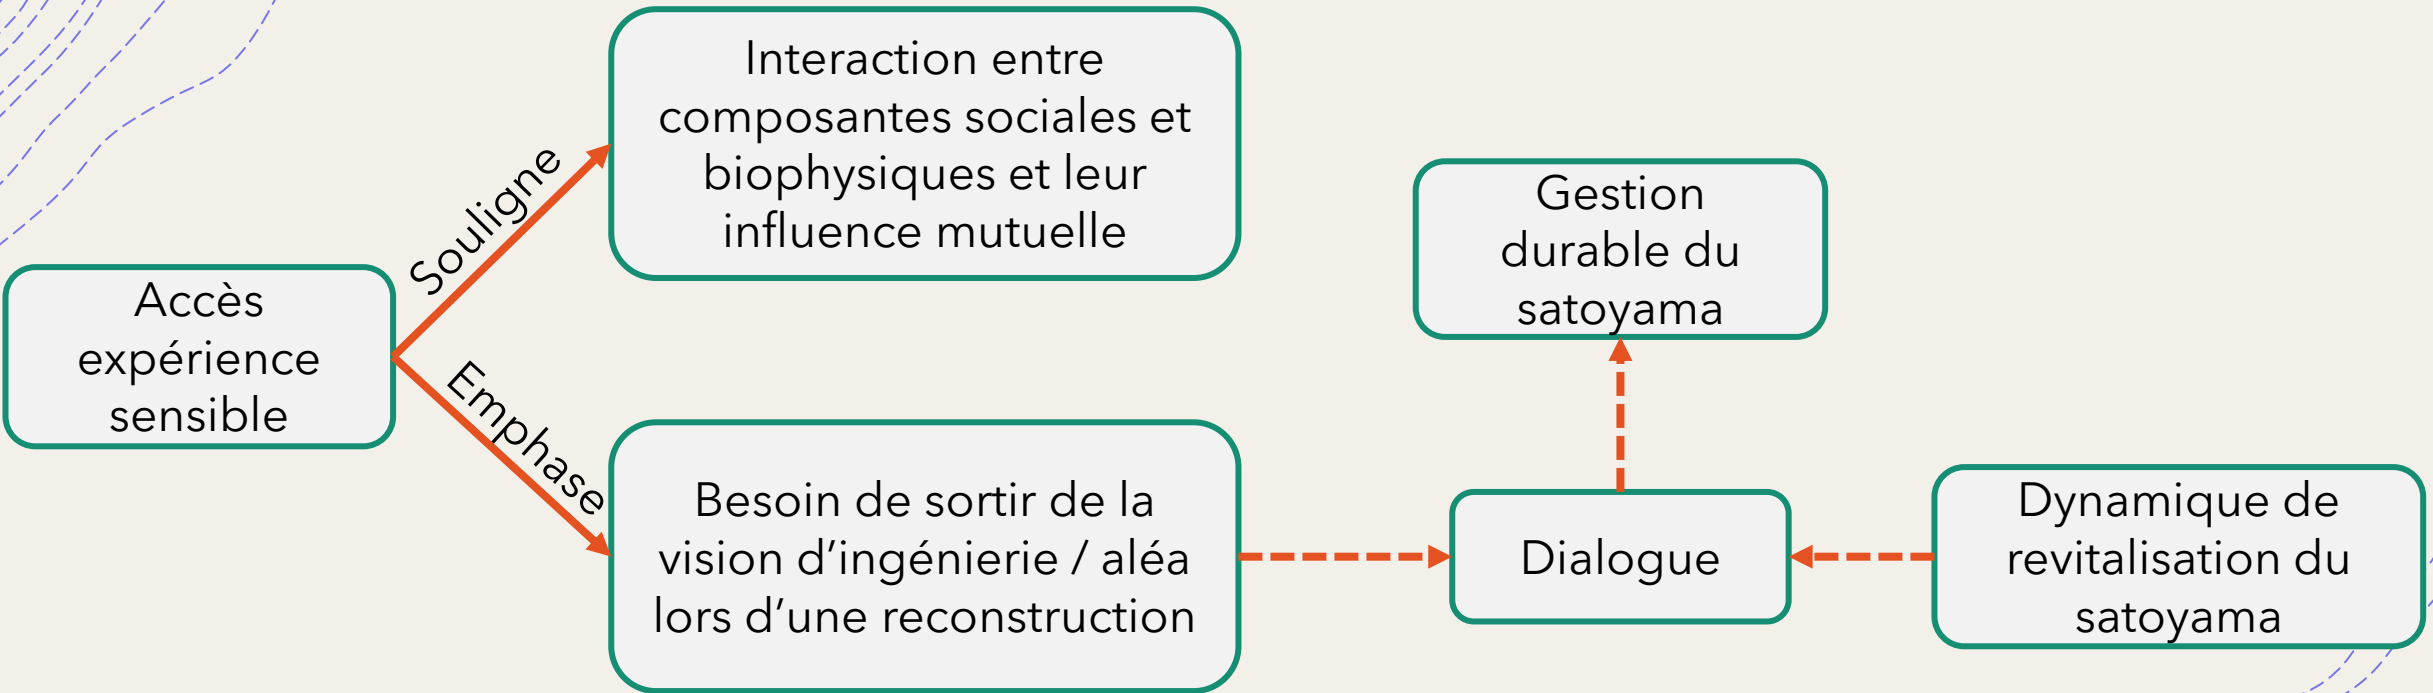 Accès
expérience
sensible
Souligne
Interaction entre
composantes sociales et
biophysiques et leur
influence mutuelle
Emphase
Besoin de sortir de la
vision d’ingénierie / aléa
lors d’une reconstruction
Gestion
durable du
satoyama
Dialogue
Dynamique de
revitalisation du
satoyama